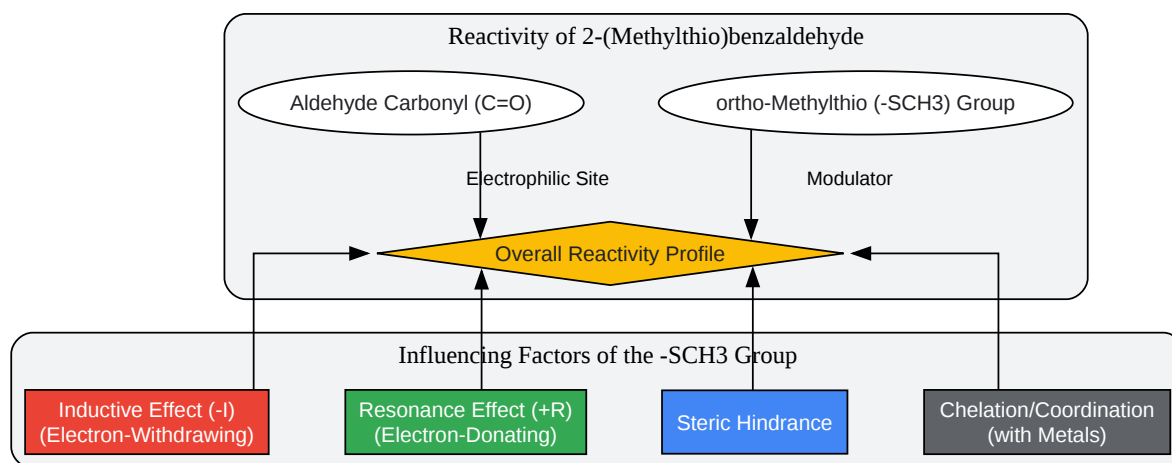 Reactivity of 2-(Methylthio)benzaldehyde
Aldehyde Carbonyl (C=O)
ortho-Methylthio (-SCH3) Group
Electrophilic Site
Modulator
Overall Reactivity Profile
Influencing Factors of the -SCH3 Group
Inductive Effect (-I)
(Electron-Withdrawing)
Resonance Effect (+R)
(Electron-Donating)
Steric Hindrance
Chelation/Coordination
(with Metals)